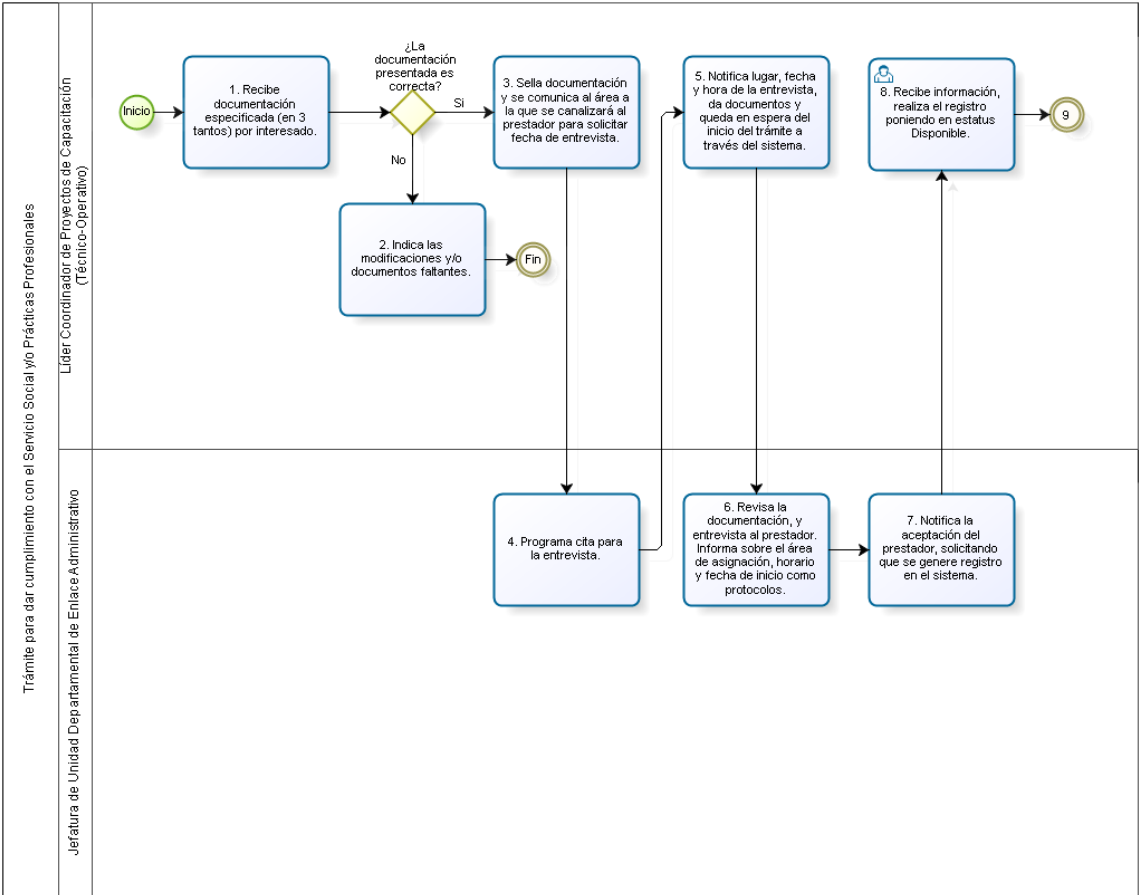 Trámite para dar cumplimiento con el Servicio Social y/o Prácticas Profesionales
Líder Coordinador de Proyectos de Capacitación
(Técnico-Operativo)
Inicio
1. Recibe
documentación
especificada (en 3
tantos) por interesado.
¿La
documentación
presentada es
correcta?
Si
No
2. Indica las
modificaciones y/o
documentos faltantes.
Fin
3. Sella documentación
y se comunica al área a
la que se canalizará al
prestador para solicitar
fecha de entrevista.
5. Notifica lugar, fecha
y hora de la entrevista,
da documentos y
queda en espera del
inicio del trámite a
través del sistema.
8. Recibe información,
realiza el registro
poniendo en estatus
Disponible.
9
Jefatura de Unidad Departamental de Enlace Administrativo
4. Programa cita para
la entrevista.
6. Revisa la
documentación, y
entrevista al prestador.
Informa sobre el área
de asignación, horario
y fecha de inicio como
protocolos.
7. Notifica la
aceptación del
prestador, solicitando
que se genere registro
en el sistema.